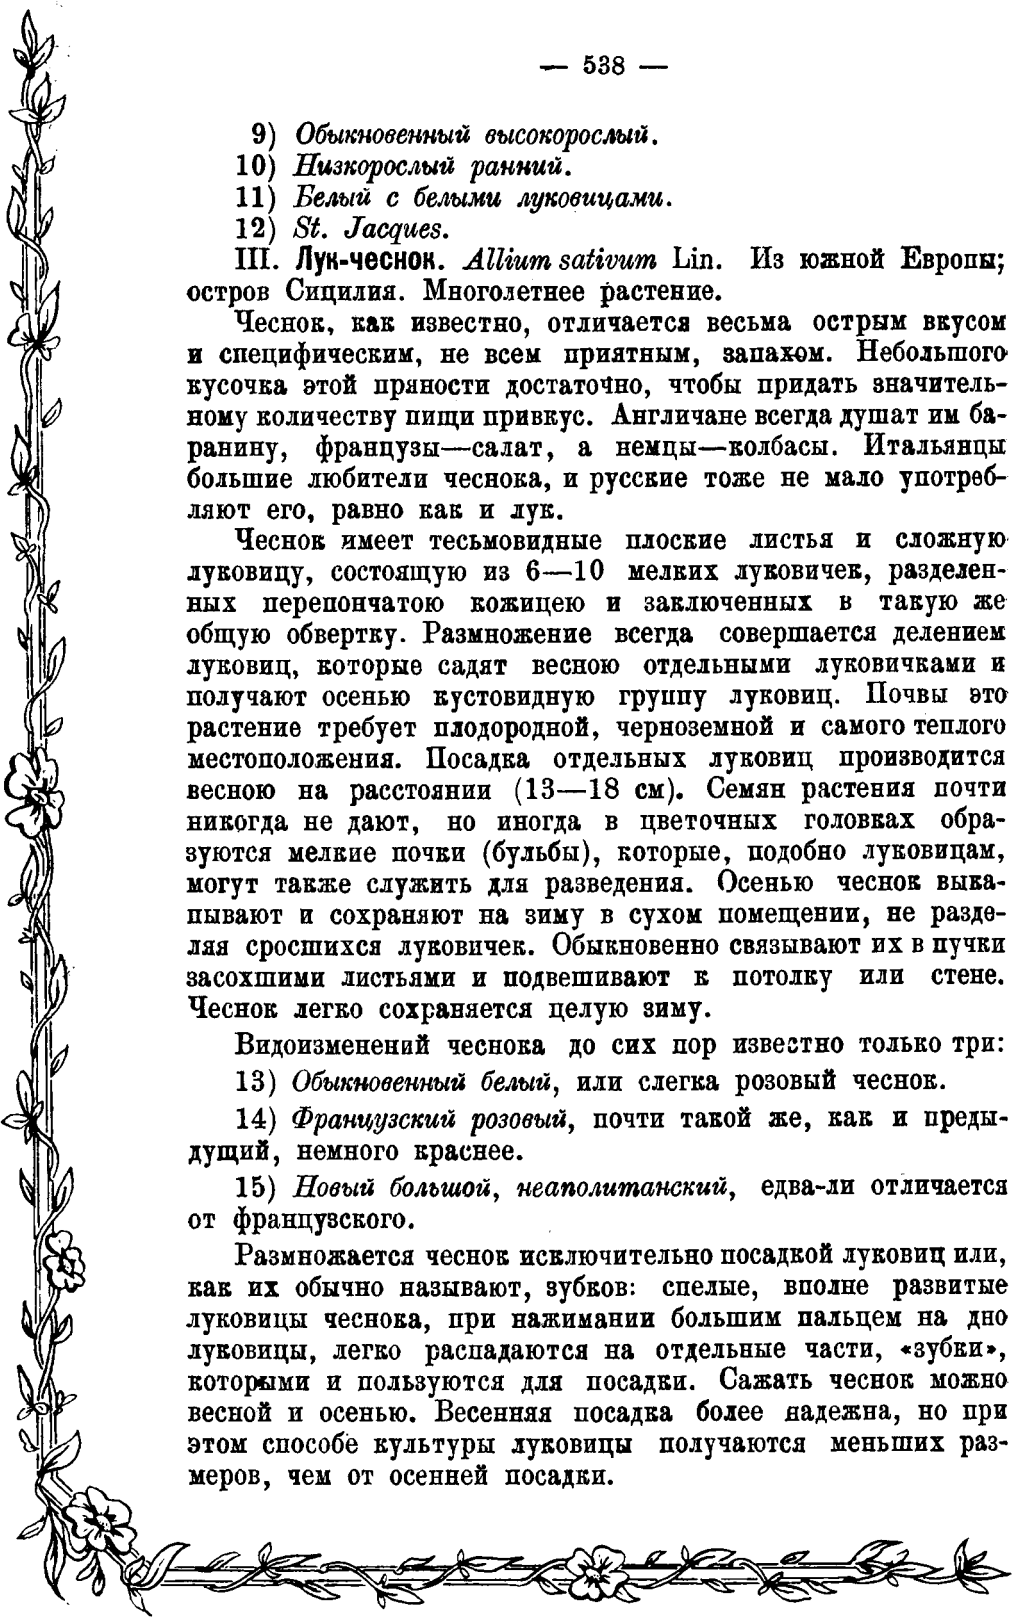 — 538 —
9) Обыкновенный высокорослый.
10) Низкорослый ранний.
11) Белый с белыми луковицами.
12) St. Jacques.
III. Лук-чеснок. Allium sativum Lin. Из южной Европы;
остров Сицилия. Многолетнее растение.
Чеснок, как известно, отличается весьма острым вкусом
и специфическим, не всем приятным, запахом. Небольшого
кусочка этой пряности достаточно, чтобы придать значитель-
ному количеству пищи привкус. Англичане всегда душат им ба-
ранину, французы—салат, а немцы—колбасы. Итальянцы
большие любители чеснока, и русские тоже не мало употреб-
ляют его, равно как и лук.
Чеснок имеет тесьмовидные плоские листья и сложную
луковицу, состоящую из 6—10 мелких луковичек, разделен-
ных перепончатою кожицею и заключенных в такую же
общую обвертку. Размножение всегда совершается делением
луковиц, которые садят весною отдельными луковичками и
получают осенью кустовидную группу луковиц. Почвы это
растение требует плодородной, черноземной и самого теплого
местоположения. Посадка отдельных луковиц производится
весною на расстоянии (13—18 см). Семян растения почти
никогда не дают, но иногда в цветочных головках обра-
зуются мелкие почки (бульбы), которые, подобно луковицам,
могут также служить для разведения. Осенью чеснок выка-
пывают и сохраняют на зиму в сухом помещении, не разде-
ляя сросшихся луковичек. Обыкновенно связывают их в пучки
засохшими листьями и подвешивают к потолку или стене.
Чеснок легко сохраняется целую зиму.
Видоизменений чеснока до сих пор известно только три:
13) Обыкновенный белый, или слегка розовый чеснок.
14) Французский розовый, почти такой же, как и преды-
дущий, немного краснее.
15) Новый большой, неаполитанский, едва-ли отличается
от французского.
Размножается чеснок исключительно посадкой луковиц или,
как их обычно называют, зубков: спелые, вполне развитые
луковицы чеснока, при нажимании большим пальцем на дно
луковицы, легко распадаются на отдельные части, «зубки»,
которыми и пользуются для посадки. Сажать чеснок можно
весной и осенью. Весенняя посадка более надежна, но при
этом способе культуры луковицы получаются меньших раз-
меров, чем от осенней посадки.